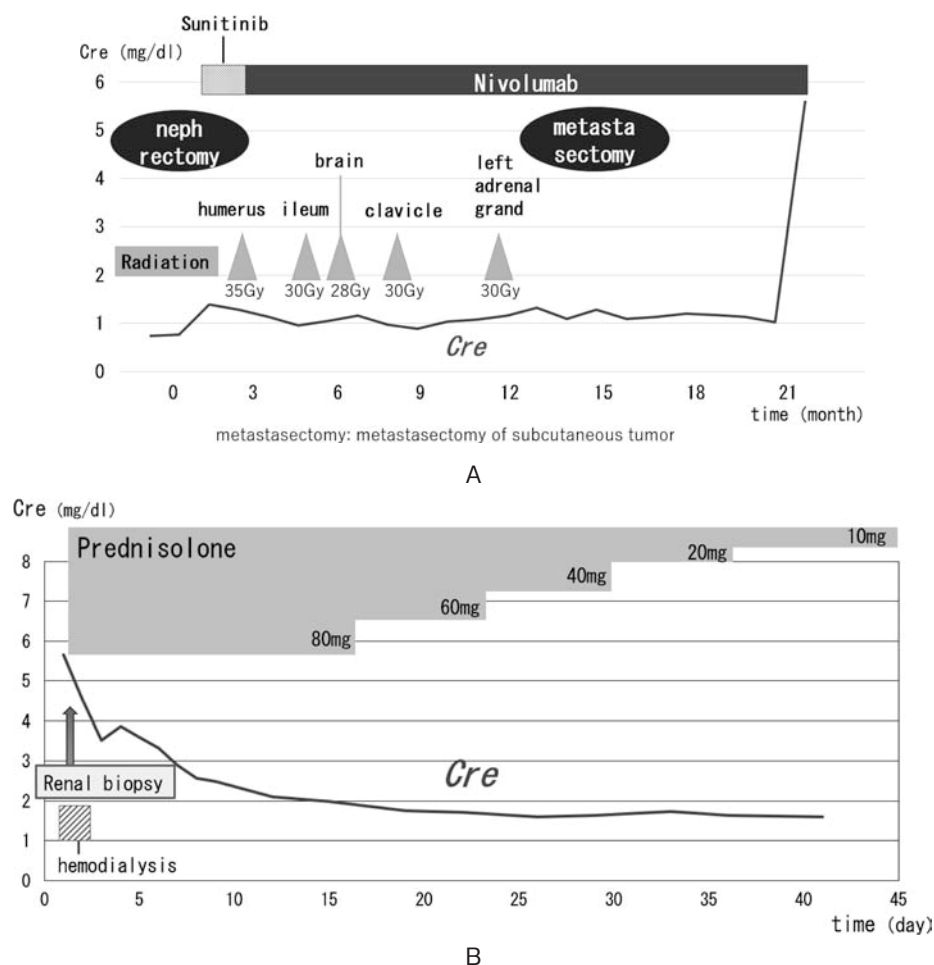 Sunitinib
Cre (mg/dl)
6
Nivolumab
5
neph
rectomy
metasta
sectomy
brain
left
adrenal
grand
4
humerus
ileum
clavicle
3
Radiation
2
35Gy
30Gy
28Gy
30Gy
30Gy
1
Cre
0
0 3 6 9 12 15 18 21
time (month)
metastasectomy: metastasectomy of subcutaneous tumor
A
Cre (mg/dl)
Prednisolone
10mg
20mg
8
40mg
7
60mg
6
80mg
5
4
3
Cre
Renal biopsy
2
1
hemodialysis
0
0 5 10 15 20 25 30 35 40 45
time (day)
B